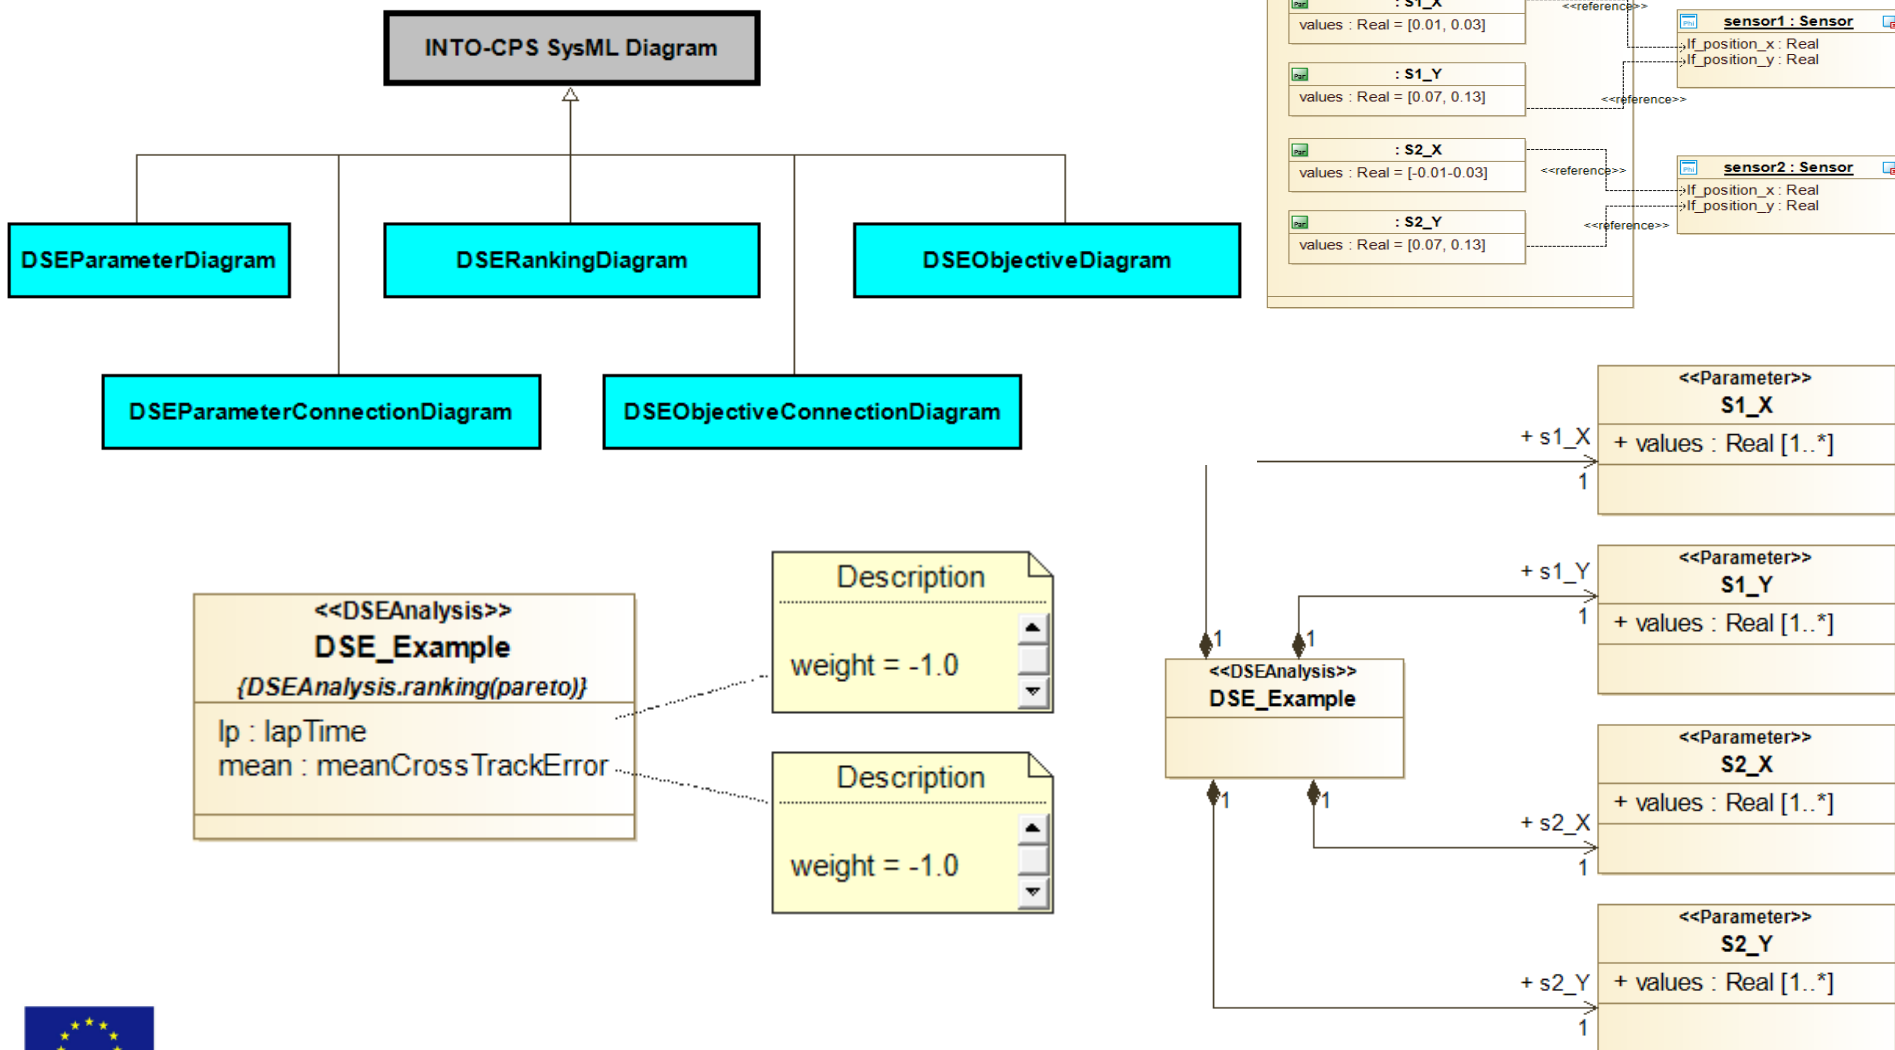 INTO-CPS SysML Diagram
DSEParameterDiagram
DSERankingDiagram
DSEObjectiveDiagram
DSEParameterConnectionDiagram
DSEObjectiveConnectionDiagram
: S1_X
values : Real = [0.01, 0.03]
<<reference>>
sensor1 : Sensor
lf_position_x : Real
lf_position_y : Real
Par
: S1_Y
values : Real = [0.07, 0.13]
<<reference>>
Par
: S2_X
values : Real = [-0.01-0.03]
<<reference>>
sensor2 : Sensor
lf_position_x : Real
lf_position_y : Real
Par
: S2_Y
values : Real = [0.07, 0.13]
<<reference>>
<<DSEAnalysis>>
DSE_Example
{DSEAnalysis.ranking(pareto)}
lp : lapTime
mean : meanCrossTrackError
Description
weight = -1.0
Description
weight = -1.0
<<DSEAnalysis>>
DSE_Example
1
1
1
1
+ s1_X
1
<<Parameter>>
S1_X
+ values : Real [1..*]
+ s1_Y
1
<<Parameter>>
S1_Y
+ values : Real [1..*]
+ s2_X
1
<<Parameter>>
S2_X
+ values : Real [1..*]
+ s2_Y
1
<<Parameter>>
S2_Y
+ values : Real [1..*]